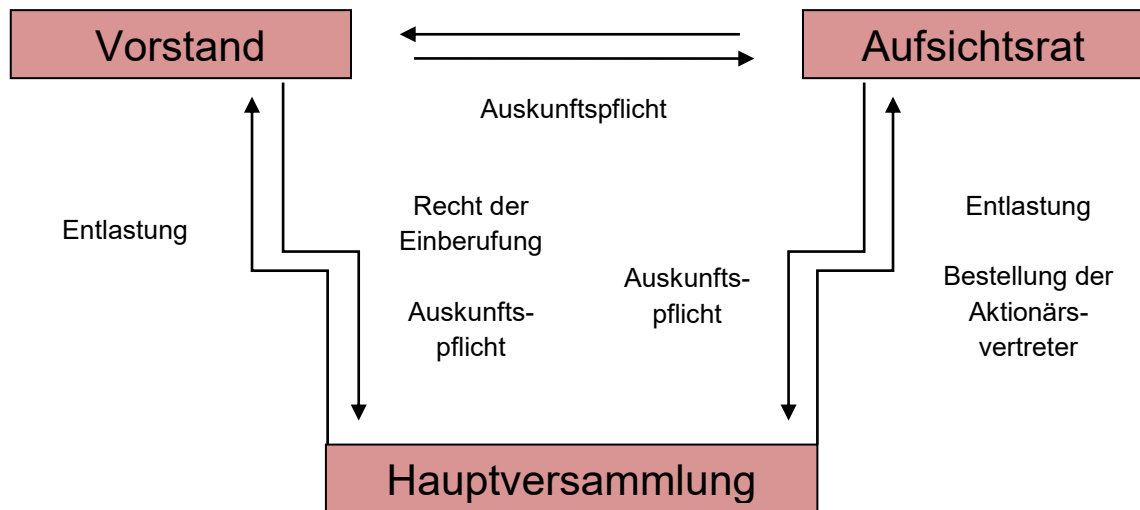 Vorstand
Aufsichtsrat
Auskunftspflicht
Entlastung
Recht der
Einberufung
Auskunfts-
pflicht
Auskunfts-
pflicht
Entlastung
Bestellung der
Aktionärs-
vertreter
Hauptversammlung